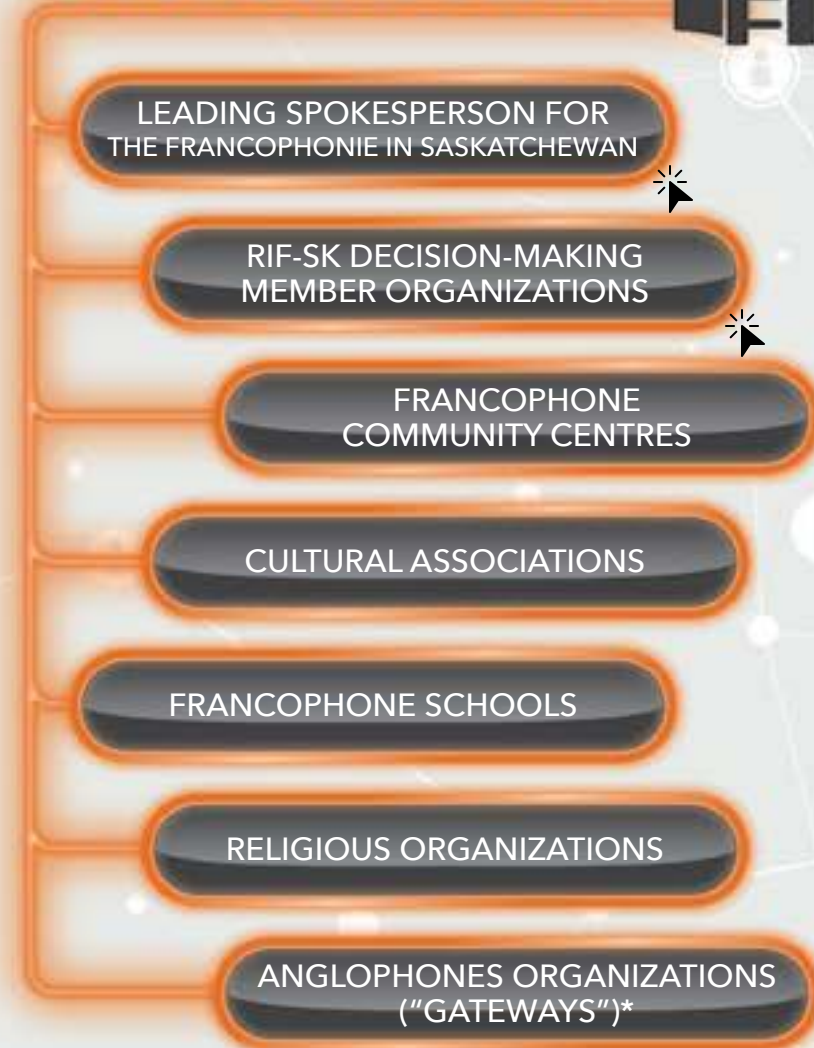 LEADING SPOKESPERSON FOR
THE FRANCOPHONIE IN SASKATCHEWAN
RIF-SK DECISION-MAKING
MEMBER ORGANIZATIONS
FRANCOPHONE
COMMUNITY CENTRES
CULTURAL ASSOCIATIONS
FRANCOPHONE SCHOOLS
RELIGIOUS ORGANIZATIONS
ANGLOPHONES ORGANIZATIONS
("GATEWAYS")*